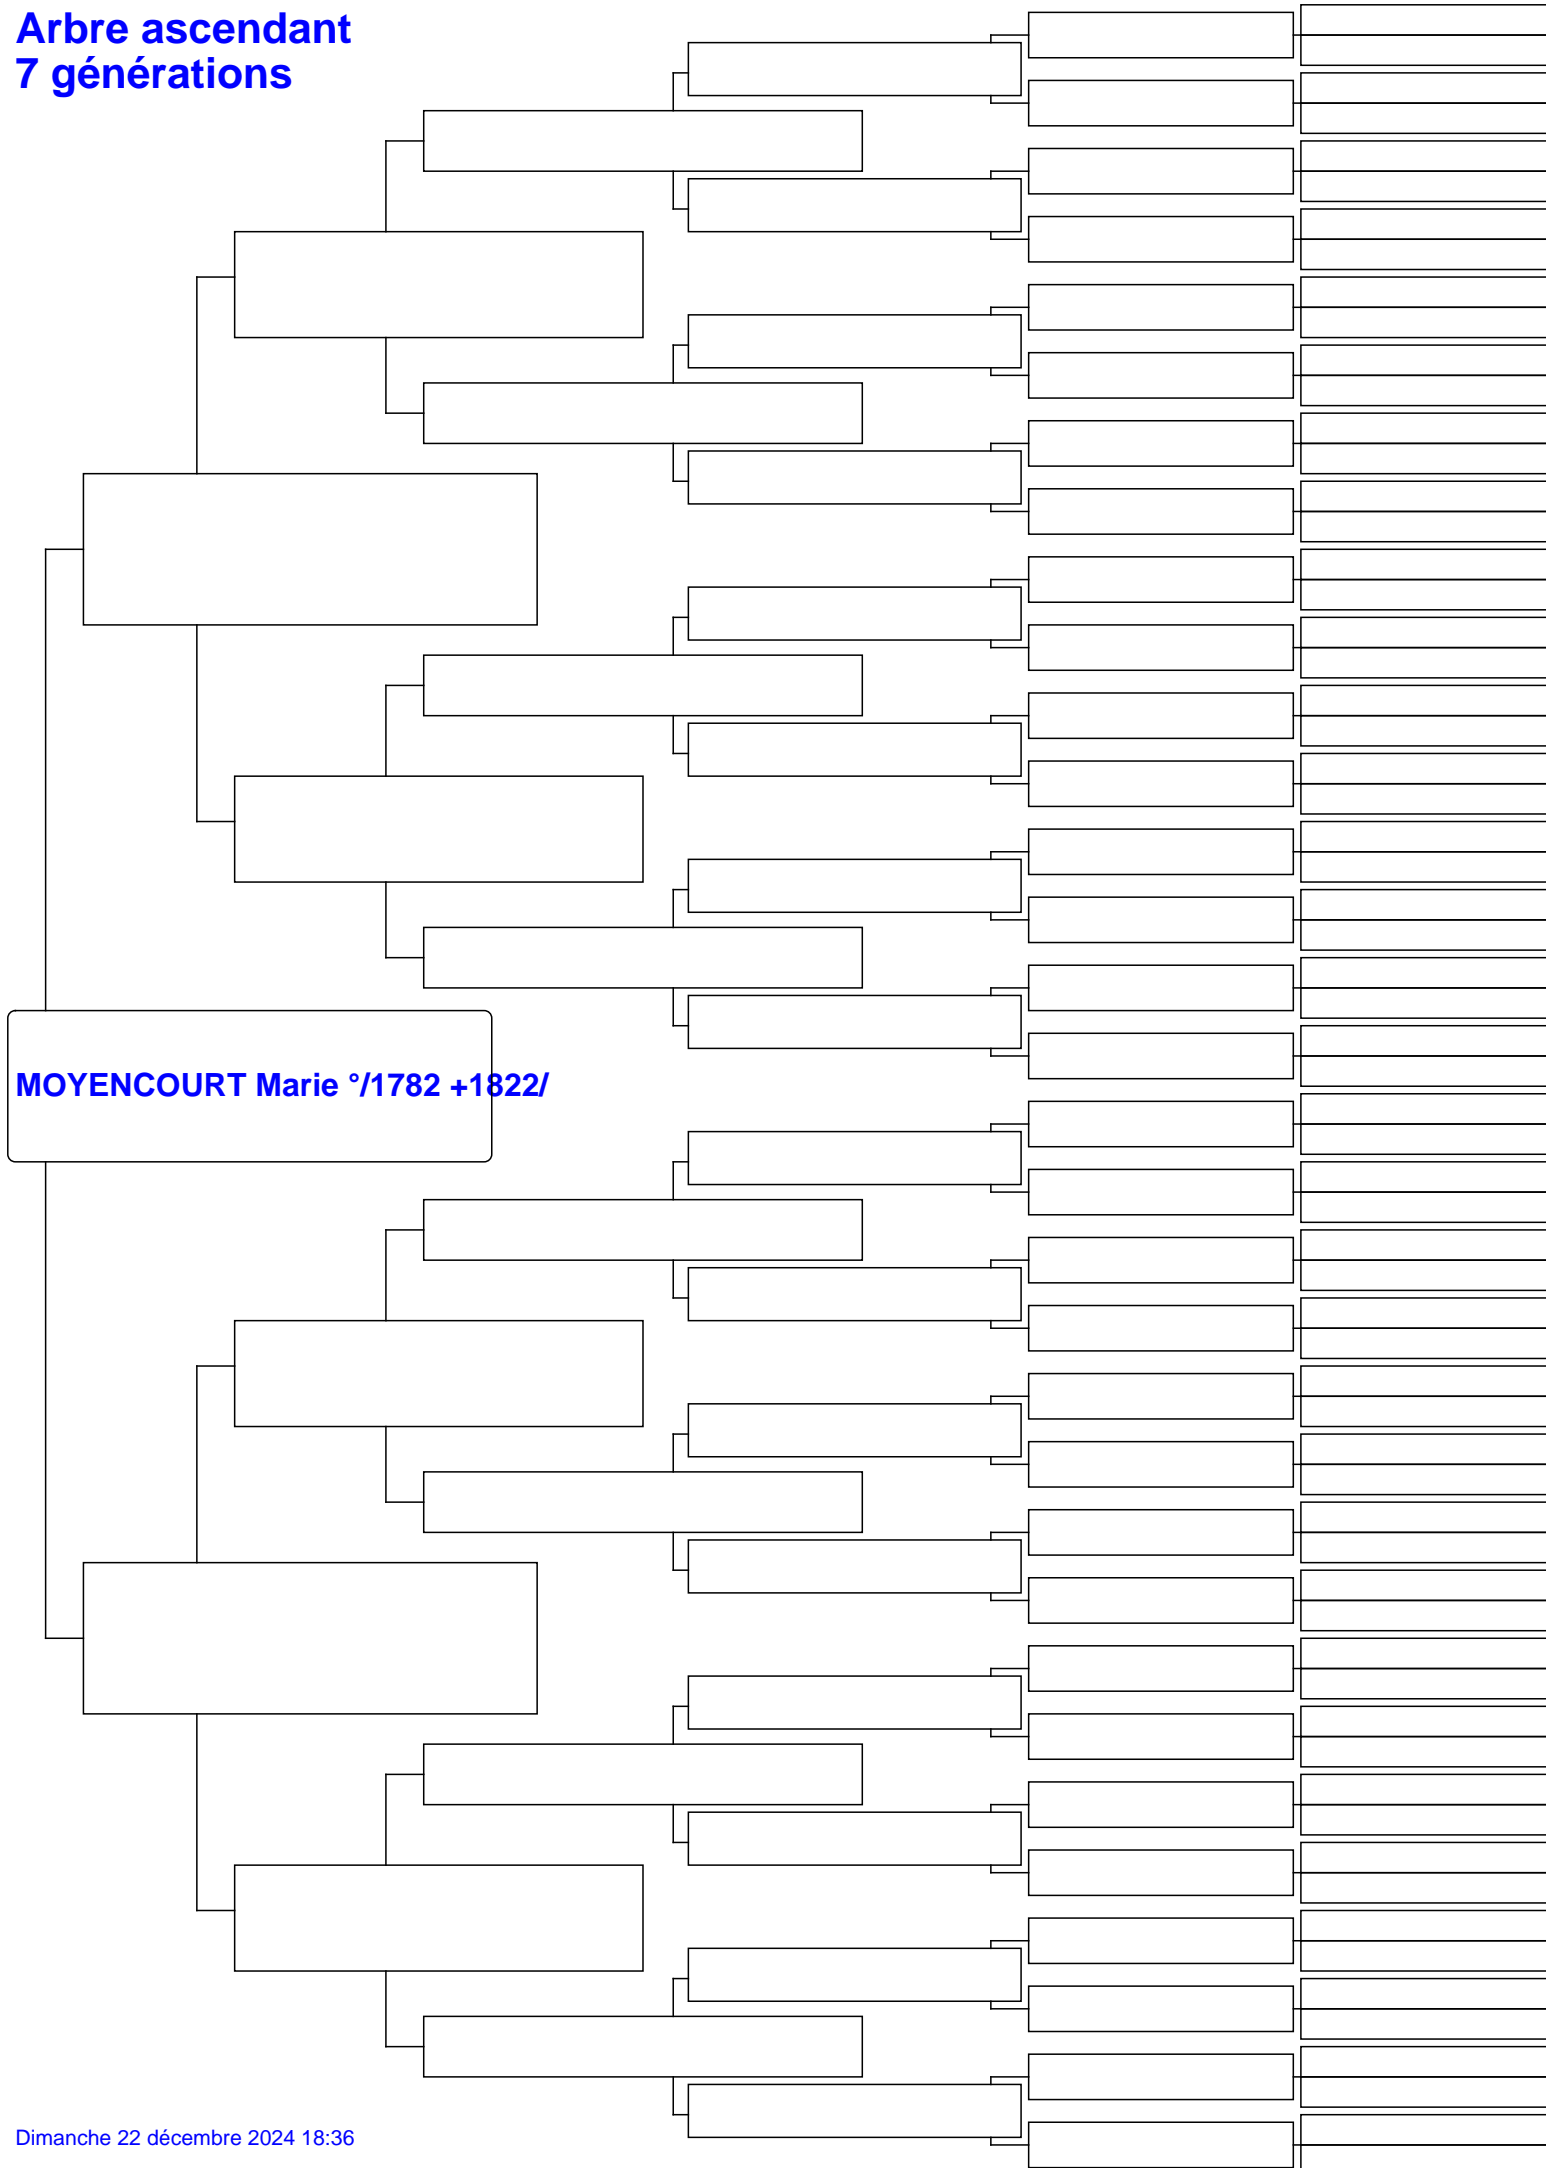 Arbre ascendant
7 générations
MOYENCOURT Marie °/1782 +1822/
Dimanche 22 décembre 2024 18:36